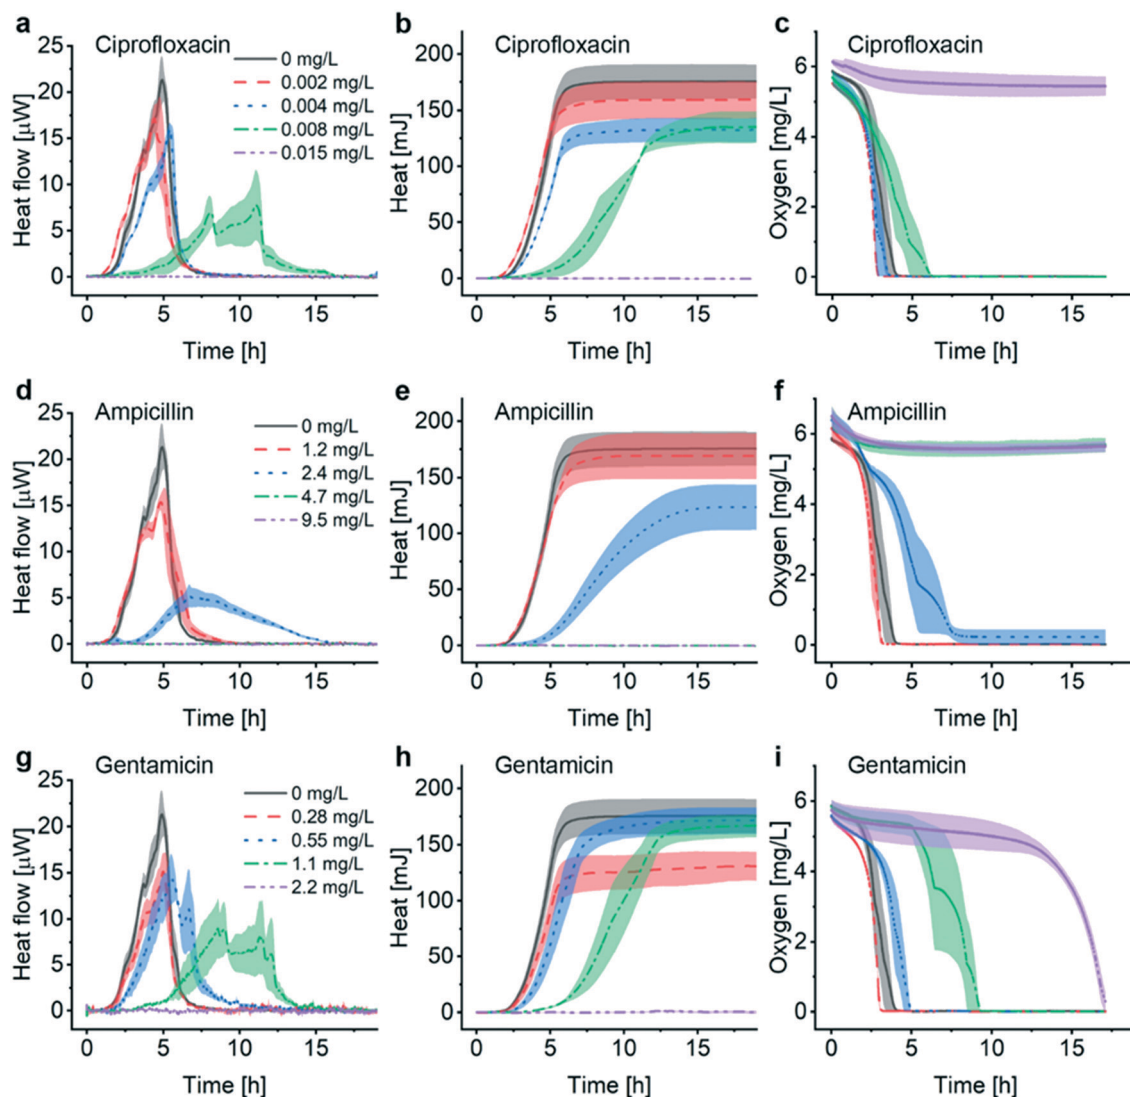 a
Ciprofloxacin
25
20
15
10
5
0
Heat flow [µW]
0 mg/L
0.002 mg/L
0.004 mg/L
0.008 mg/L
0.015 mg/L
0 5 10 15
Time [h]
b
Ciprofloxacin
200
150
100
50
0
Heat [mJ]
0 5 10 15
Time [h]
c
Ciprofloxacin
6
4
2
0
Oxygen [mg/L]
0 5 10 15
Time [h]
d
Ampicillin
25
20
15
10
5
0
Heat flow [µW]
0 mg/L
1.2 mg/L
2.4 mg/L
4.7 mg/L
9.5 mg/L
0 5 10 15
Time [h]
e
Ampicillin
200
150
100
50
0
Heat [mJ]
0 5 10 15
Time [h]
f
Ampicillin
6
4
2
0
Oxygen [mg/L]
0 5 10 15
Time [h]
g
Gentamicin
25
20
15
10
5
0
Heat flow [µW]
0 mg/L
0.28 mg/L
0.55 mg/L
1.1 mg/L
2.2 mg/L
0 5 10 15
Time [h]
h
Gentamicin
200
150
100
50
0
Heat [mJ]
0 5 10 15
Time [h]
i
Gentamicin
6
4
2
0
Oxygen [mg/L]
0 5 10 15
Time [h]